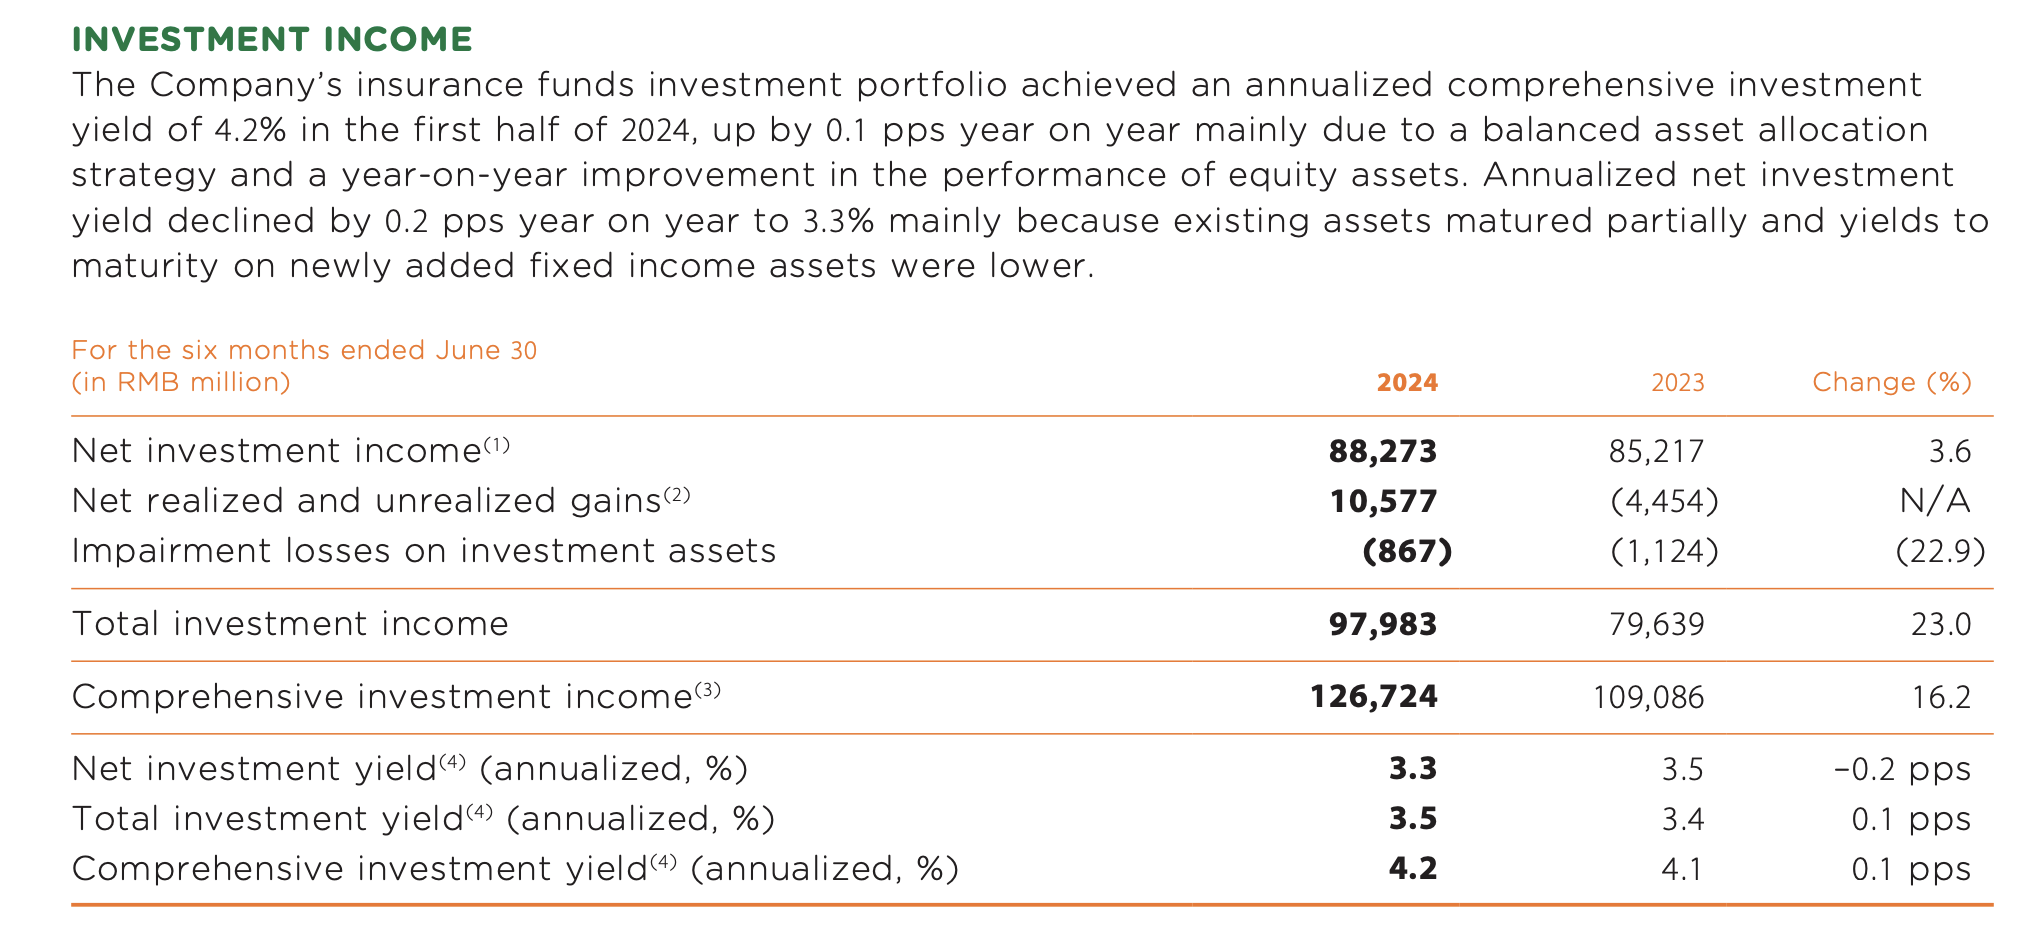 INVESTMENT INCOME
The Company's insurance funds investment portfolio achieved an annualized comprehensive investment
yield of 4.2% in the first half of 2024, up by 0.1 pps year on year mainly due to a balanced asset allocation
strategy and a year-on-year improvement in the performance of equity assets. Annualized net investment
yield declined by 0.2 pps year on year to 3.3% mainly because existing assets matured partially and yields to
maturity on newly added fixed income assets were lower.
For the six months ended June 30
(in RMB million) 2024 2023 Change (%)
Net investment income(1) 88,273 85,217 3.6
Net realized and unrealized gains(2) 10,577 (4,454) N/A
Impairment losses on investment assets (867) (1,124) (22.9)
Total investment income 97,983 79,639 23.0
Comprehensive investment income(3) 126,724 109,086 16.2
Net investment yield(4) (annualized, %) 3.3 3.5 –0.2 pps
Total investment yield(4) (annualized, %) 3.5 3.4 0.1 pps
Comprehensive investment yield(4) (annualized, %) 4.2 4.1 0.1 pps